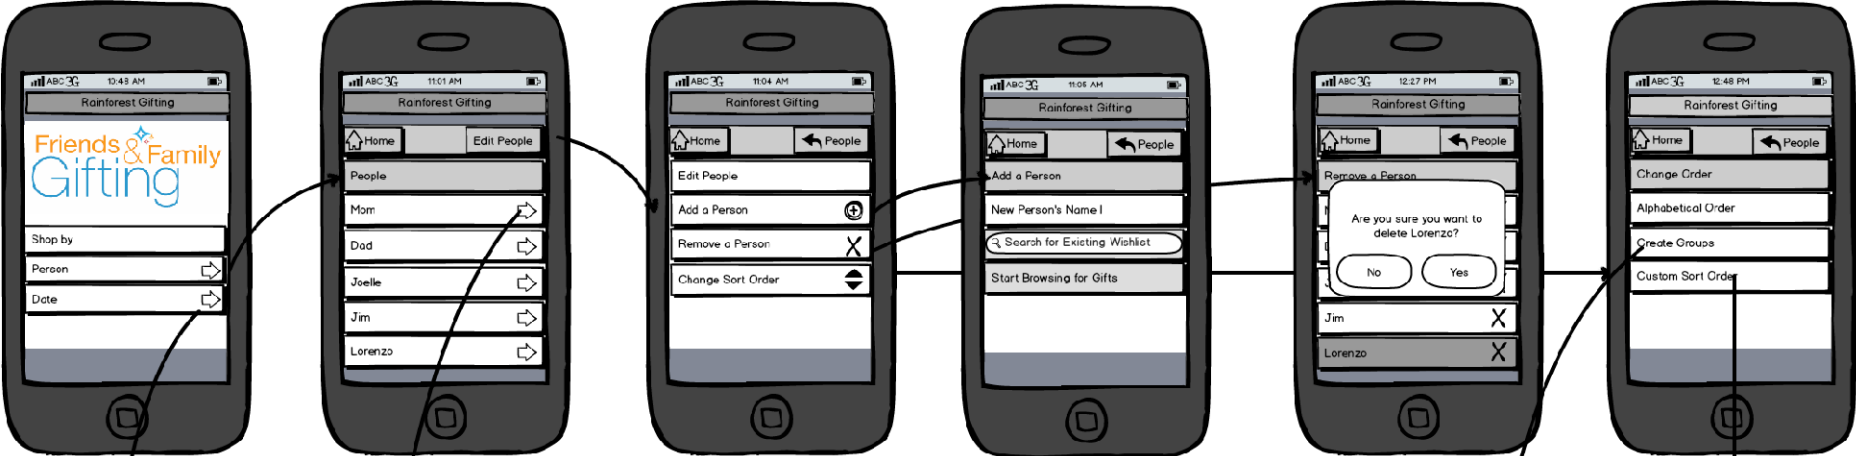 ABC 3G 10:48 AM
Rainforest Gifting
Friends & Family
Gifting
Shop by
Person
Date
ABC 3G 11:01 AM
Rainforest Gifting
Home Edit People
People
Mom
Dad
Joelle
Jim
Lorenzo
ABC 3G 11:04 AM
Rainforest Gifting
Home People
Edit People
Add a Person
Remove a Person
Change Sort Order
ABC 3G 11:06 AM
Rainforest Gifting
Home People
Add a Person
New Person's Name
Search for Existing Wishlist
Start Browsing for Gifts
ABC 3G 12:27 PM
Rainforest Gifting
Home People
Remove a Person
Are you sure you want to
delete Lorenzo?
No Yes
Jim
Lorenzo
ABC 3G 12:48 PM
Rainforest Gifting
Home People
Change Order
Alphabetical Order
Create Groups
Custom Sort Order